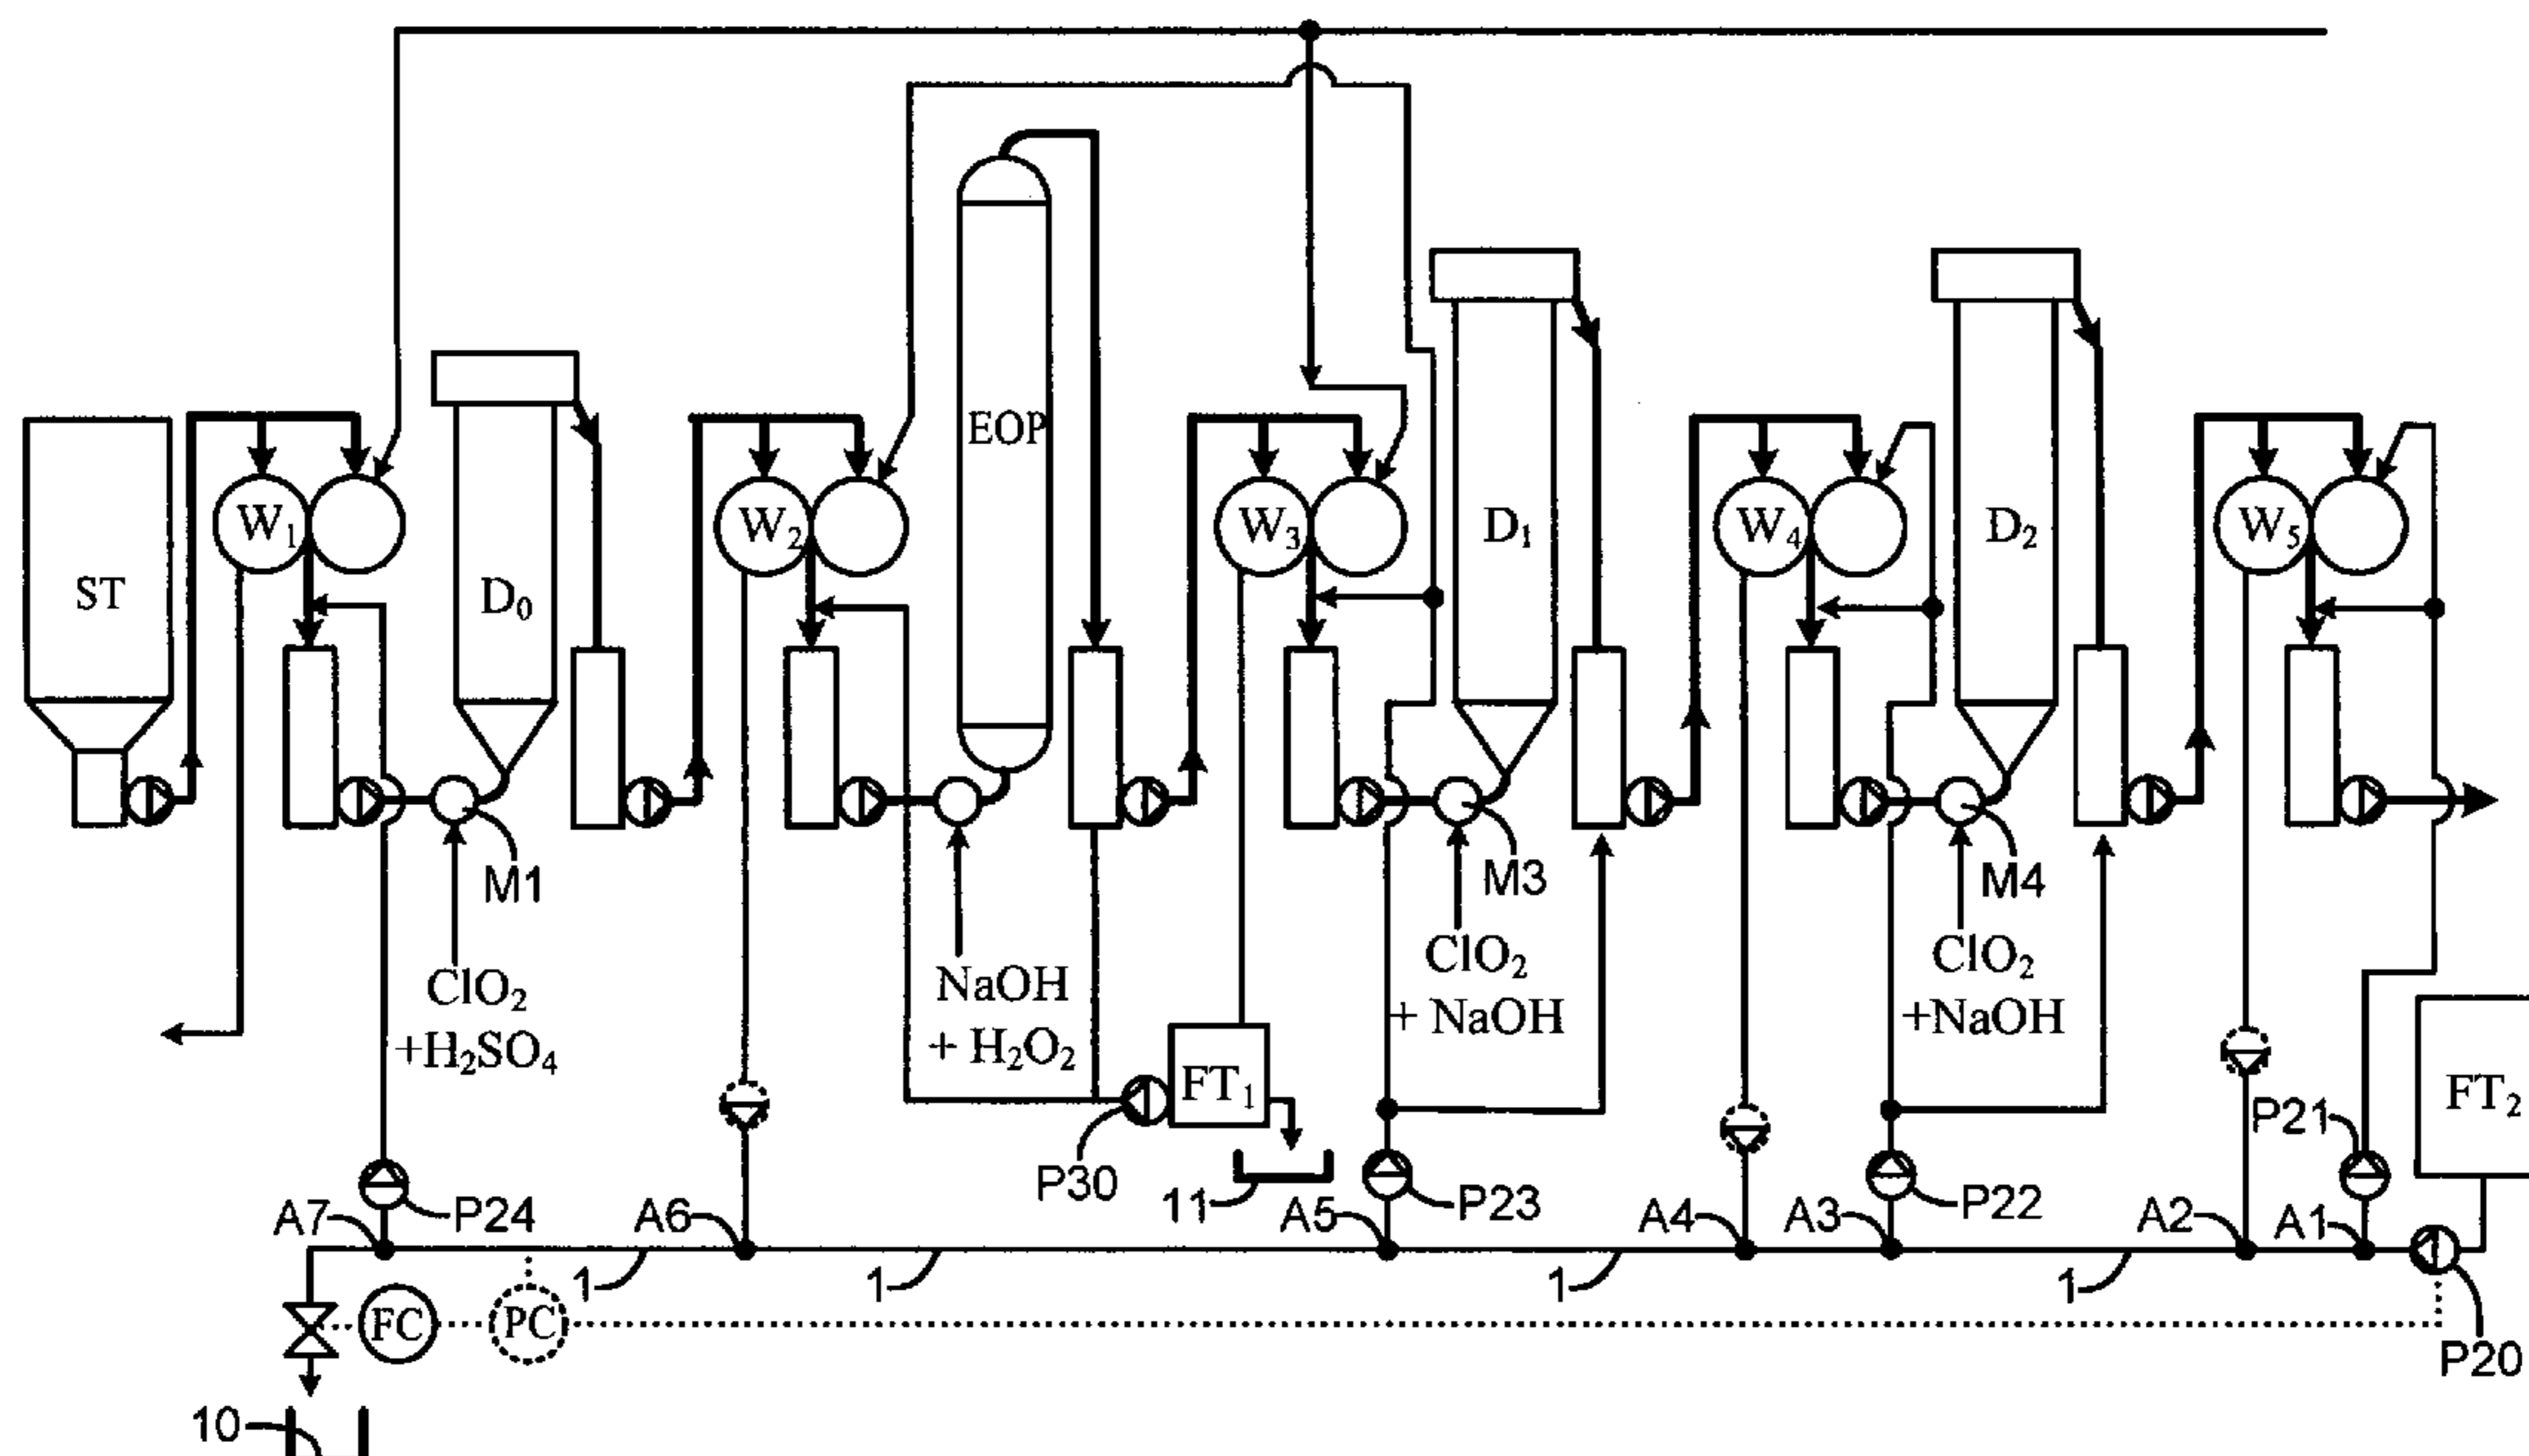 EOP
W₁
W₂
W₃
D₁
W₄
D₂
W₅
ST
D₀
M1
M3
M4
ClO₂
+ NaOH
ClO₂
+NaOH
ClO₂
+H₂SO₄
NaOH
+ H₂O₂
FT₁
FT₂
P21
P30
11
A7
P24
A6
A5
P23
A4
A3
P22
A2
A1
1
1
1
1
FC
PC
P20
10